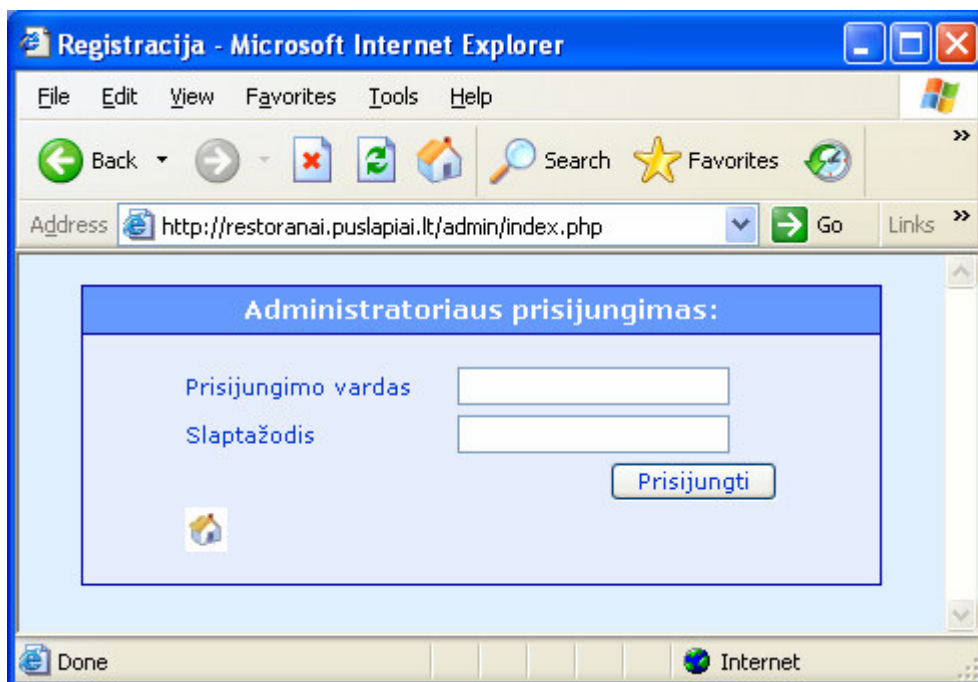 Registracija - Microsoft Internet Explorer
File Edit View Favorites Tools Help
Back Search Favorites »
Address http://restoranai.puslapiai.lt/admin/index.php Go Links »
Administratoriaus prisijungimas:
Prisijungimo vardas
Slaptažodis
Prisijungti
Done Internet